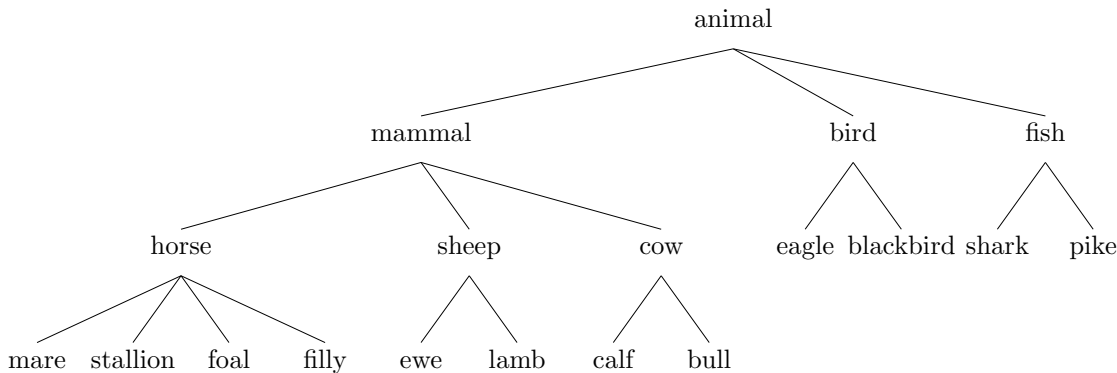 animal
mammal bird fish
horse sheep cow eagle blackbird shark pike
mare stallion foal filly ewe lamb calf bull